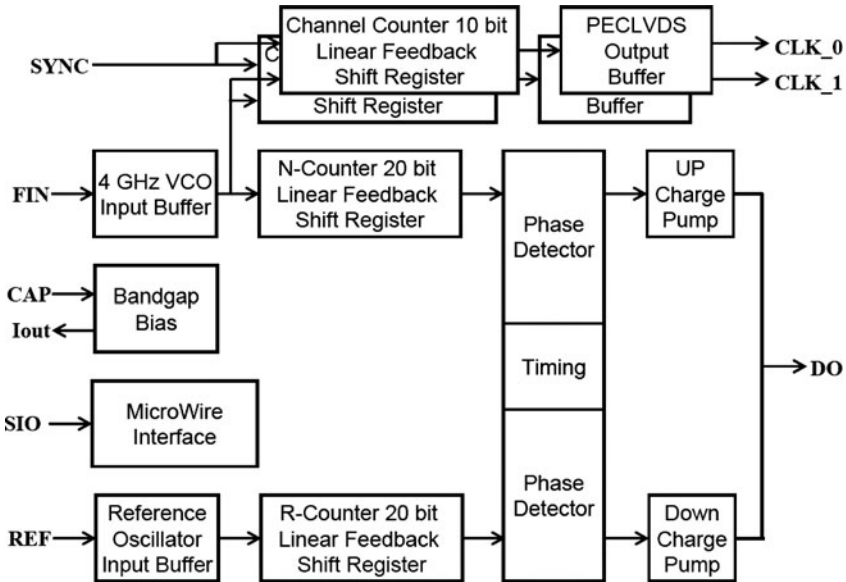 Channel Counter 10 bit
Linear Feedback
Shift Register
C
Shift Register
PECLVDS
Output
Buffer
Buffer
SYNC
CLK_0
CLK_1
FIN
4 GHz VCO
Input Buffer
N-Counter 20 bit
Linear Feedback
Shift Register
Phase
Detector
UP
Charge
Pump
CAP
Iout
Bandgap
Bias
Timing
DO
SIO
MicroWire
Interface
Phase
Detector
REF
Reference
Oscillator
Input Buffer
R-Counter 20 bit
Linear Feedback
Shift Register
Down
Charge
Pump